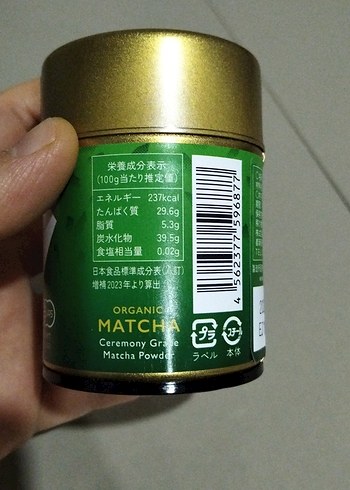 栄養成分表示
(100g当たり推定値)
エネルギー 237kcal
たんぱく質 29.6g
脂質 5.3g
炭水化物 39.5g
食塩相当量 0.02g
日本食品標準成分表(八訂)
増補2023年より算出
ORGANIC
MATCHA
Ceremony Grade
Matcha Powder
4 562377 596877
プラ
ラベル
スチール
本体